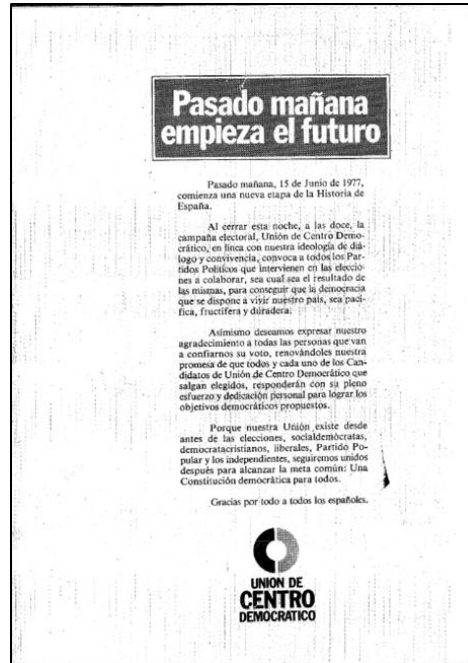 Pasado mañana
empieza el futuro
Pasado mañana, 15 de Junio de 1977,
comienza una nueva etapa de la Historia de
España.
Al cerrar esta noche, a las doce, la
campaña electoral, Unión de Centro Demo-
crático, en línea con nuestra ideología de diá-
logo y convivencia, convoca a todos los Par-
tidos Políticos que intervienen en las eleccio-
nes a colaborar, sea cual sea el resultado de
las mismas, para conseguir que la democracia
que se dispone a vivir nuestro país, sea pací-
fica, fructífera y duradera.
Asimismo deseamos expresar nuestro
agradecimiento a todas las personas que van
a confiarnos su voto, renovándoles nuestra
promesa de que todos y cada uno de los Can-
didatos de Unión de Centro Democrático que
salgan elegidos, responderán con su pleno
esfuerzo y dedicación personal para lograr los
objetivos democráticos propuestos.
Porque nuestra Unión existe desde
antes de las elecciones, socialdemócratas,
democratacristianos, liberales, Partido Po-
pular y los independientes, seguiremos unidos
después para alcanzar la meta común: Una
Constitución democrática para todos.
Gracias por todo a todos los españoles.
UNION DE
CENTRO
DEMOCRATICO